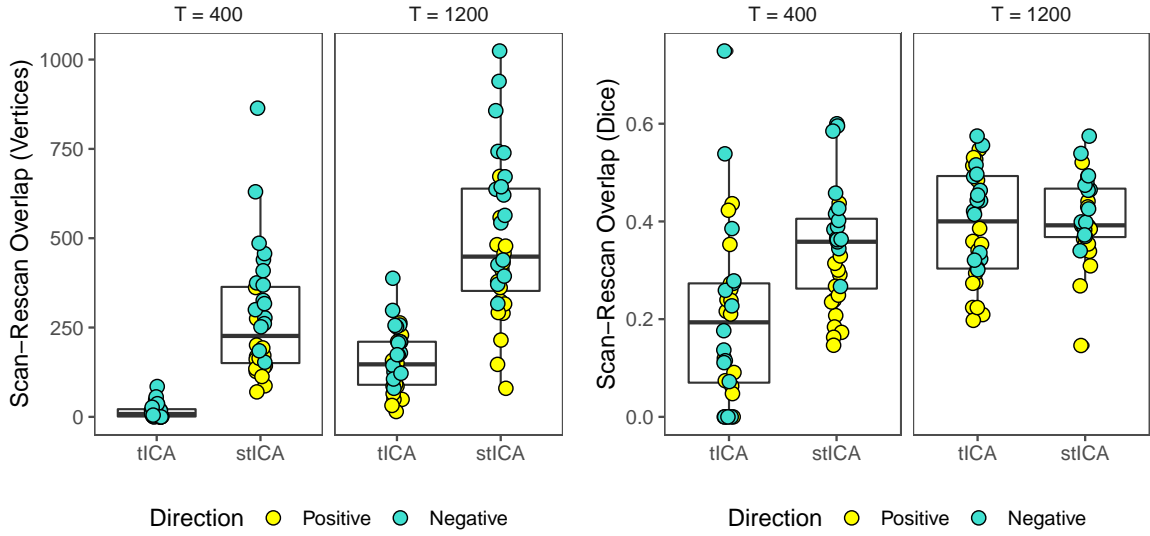 T = 400
T = 1200
Scan−Rescan Overlap (Vertices)
1000
750
500
250
0
tICA
stICA
tICA
stICA
Direction
Positive
Negative
T = 400
T = 1200
Scan−Rescan Overlap (Dice)
0.6
0.4
0.2
0.0
tICA
stICA
tICA
stICA
Direction
Positive
Negative